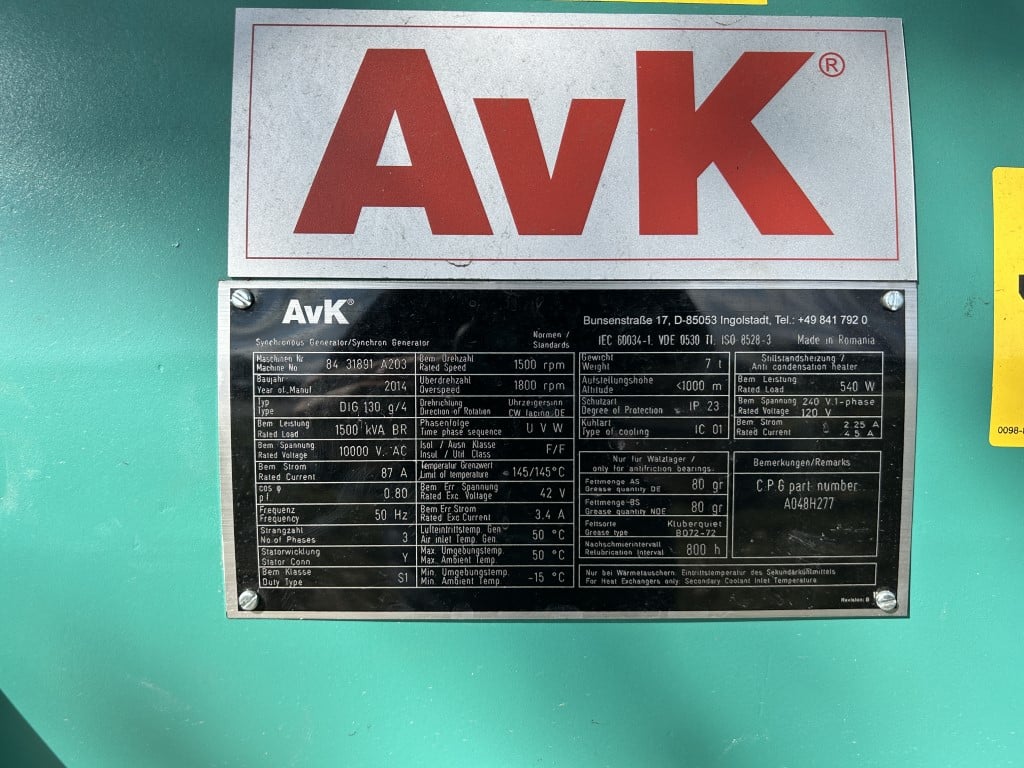 AvK®
AvK®
Bunsenstraße 17, D-85053 Ingolstadt, Tel.: +49 841 792 0
Synchronous Generator/Synchron Generator
Normen /
Standards
IEC 60034-1, VDE 0530 T1, ISO 8528-3
Made in Romania
Maschinen Nr
Machine No
84 31891 A203
Baujahr
Year of Manuf
2014
Typ
Type
DIG 130 g/4
Bem Leistung
Rated Load
1500 kVA BR
Bem Spannung
Rated Voltage
10000 V AC
Bem Strom
Rated Current
87 A
cos φ
p f
0.80
Frequenz
Frequency
50 Hz
Strangzahl
No of Phases
3
Statorwicklung
Stator Conn
Y
Bem Klasse
Duty Type
S1
Bem Drehzahl
Rated Speed
1500 rpm
Uberdrehzahl
Overspeed
1800 rpm
Drehrichtung
Direction of Rotation
Uhrzeigersinn
CW facing DE
Phasenfolge
Time phase sequence
U V W
Isol / Ausn Klasse
Insul / Util Class
F/F
Temperatur Grenzwert
Limit of temperature
145/145°C
Bem Err Spannung
Rated Exc Voltage
42 V
Bem Err Strom
Rated Exc Current
3.4 A
Lufteintrittstemp. Gen
Air inlet Temp. Gen
50 °C
Max. Umgebungstemp.
Max. Ambient Temp.
50 °C
Min. Umgebungstemp.
Min. Ambient Temp.
-15 °C
Gewicht
Weight
7 t
Aufstellungshöhe
Altitude
<1000 m
Schutzart
Degree of Protection
IP 23
Kuhlart
Type of cooling
IC 01
Nur fur Walzlager /
only for antifriction bearings:
Fettmenge AS
Grease quantity DE
80 gr
Fettmenge-BS
Grease quantity NDE
80 gr
Fettsorte
Grease type
Kluberquiet
BQ72-72
Nachschmierintervall
Relubrication Interval
800 h
Stillstandsheizung /
Anti condensation heater
Bem Leistung
Rated Load
540 W
Bem Spannung
Rated Voltage
240 V,1-phase
120 V
Bem Strom
Rated Current
2.25 A
4.5 A
Bemerkungen/Remarks
C P G part number
A048H277
Nur bei Wärmetauschern: Eintrittstemperatur des Sekundärkühlmittels
For Heat Exchangers only: Secondary Coolant Inlet Temperature
Revision: B
0098-